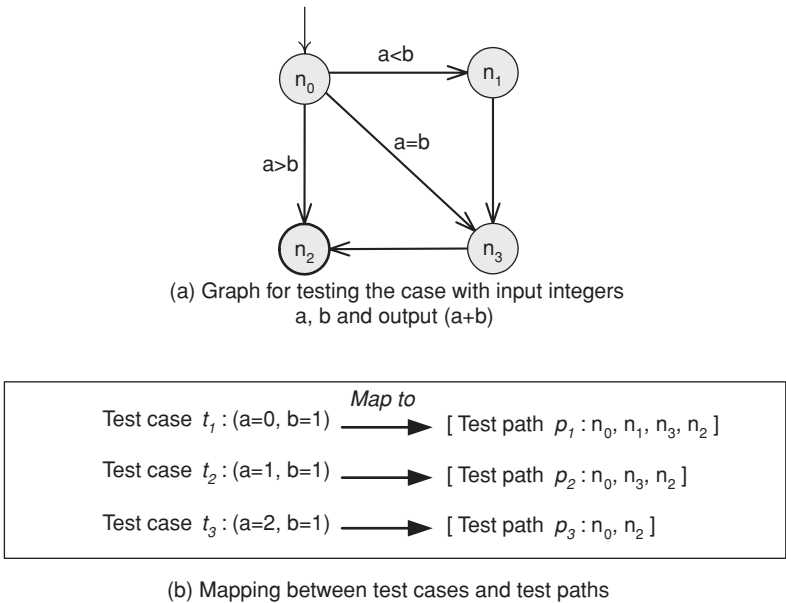 n0
a<b
n1
a=b
a>b
n2
n3
(a) Graph for testing the case with input integers
a, b and output (a+b)
Map to
Test case t1 : (a=0, b=1) [ Test path p1 : n0, n1, n3, n2 ]
Test case t2 : (a=1, b=1) [ Test path p2 : n0, n3, n2 ]
Test case t3 : (a=2, b=1) [ Test path p3 : n0, n2 ]
(b) Mapping between test cases and test paths